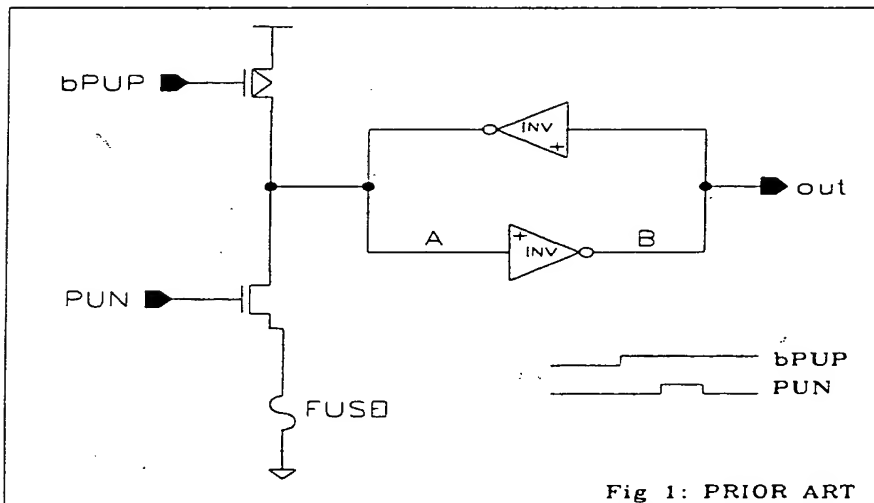 bPUP
INV
+
out
+
A
INV
B
PUN
bPUP
PUN
FUSE
Fig 1: PRIOR ART